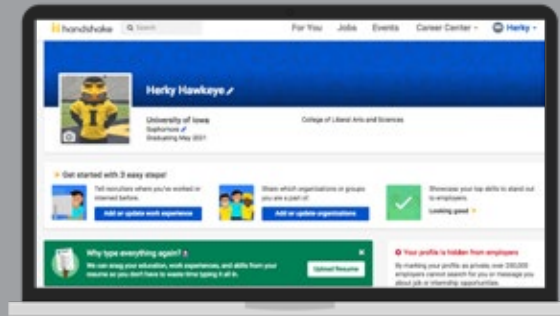 handshake
Search
For You Jobs Events Career Center Herky
Herky Hawkeye
University of Iowa
Sophomore
Graduating May 2021
College of Liberal Arts and Sciences
Get started with 3 easy steps!
Tell recruiters where you've worked or
interned before.
Add or update work experience
Share which organizations or groups
you are a part of.
Add or update organizations
Showcase your top skills to stand out
to employers.
Looking good
Why type everything again?
We can snag your education, work experiences, and skills from your
resume so you don't have to waste time typing it all in.
Upload Resume
Your profile is hidden from employers
By marking your profile as private, over 250,000
employers cannot search for you or message you
about job or internship opportunities.